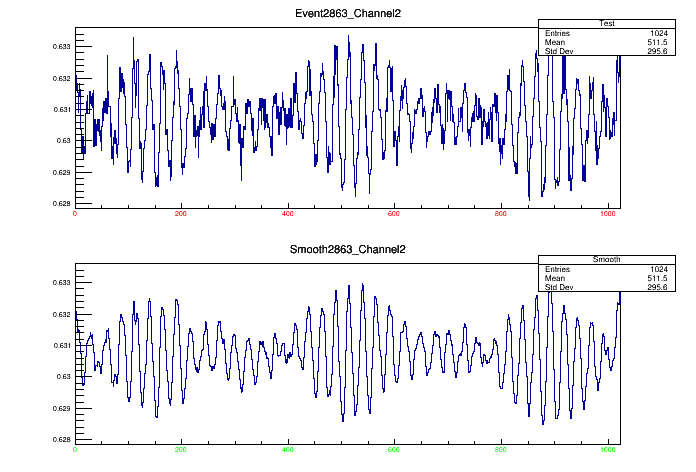 Event2863_Channel2
Test
Entries 1024
Mean 511.5
Std Dev 295.6
0.633
0.632
0.631
0.63
0.629
0.628
0 200 400 600 800 1000
Smooth2863_Channel2
Smooth
Entries 1024
Mean 511.5
Std Dev 295.6
0.633
0.632
0.631
0.63
0.629
0.628
0 200 400 600 800 1000